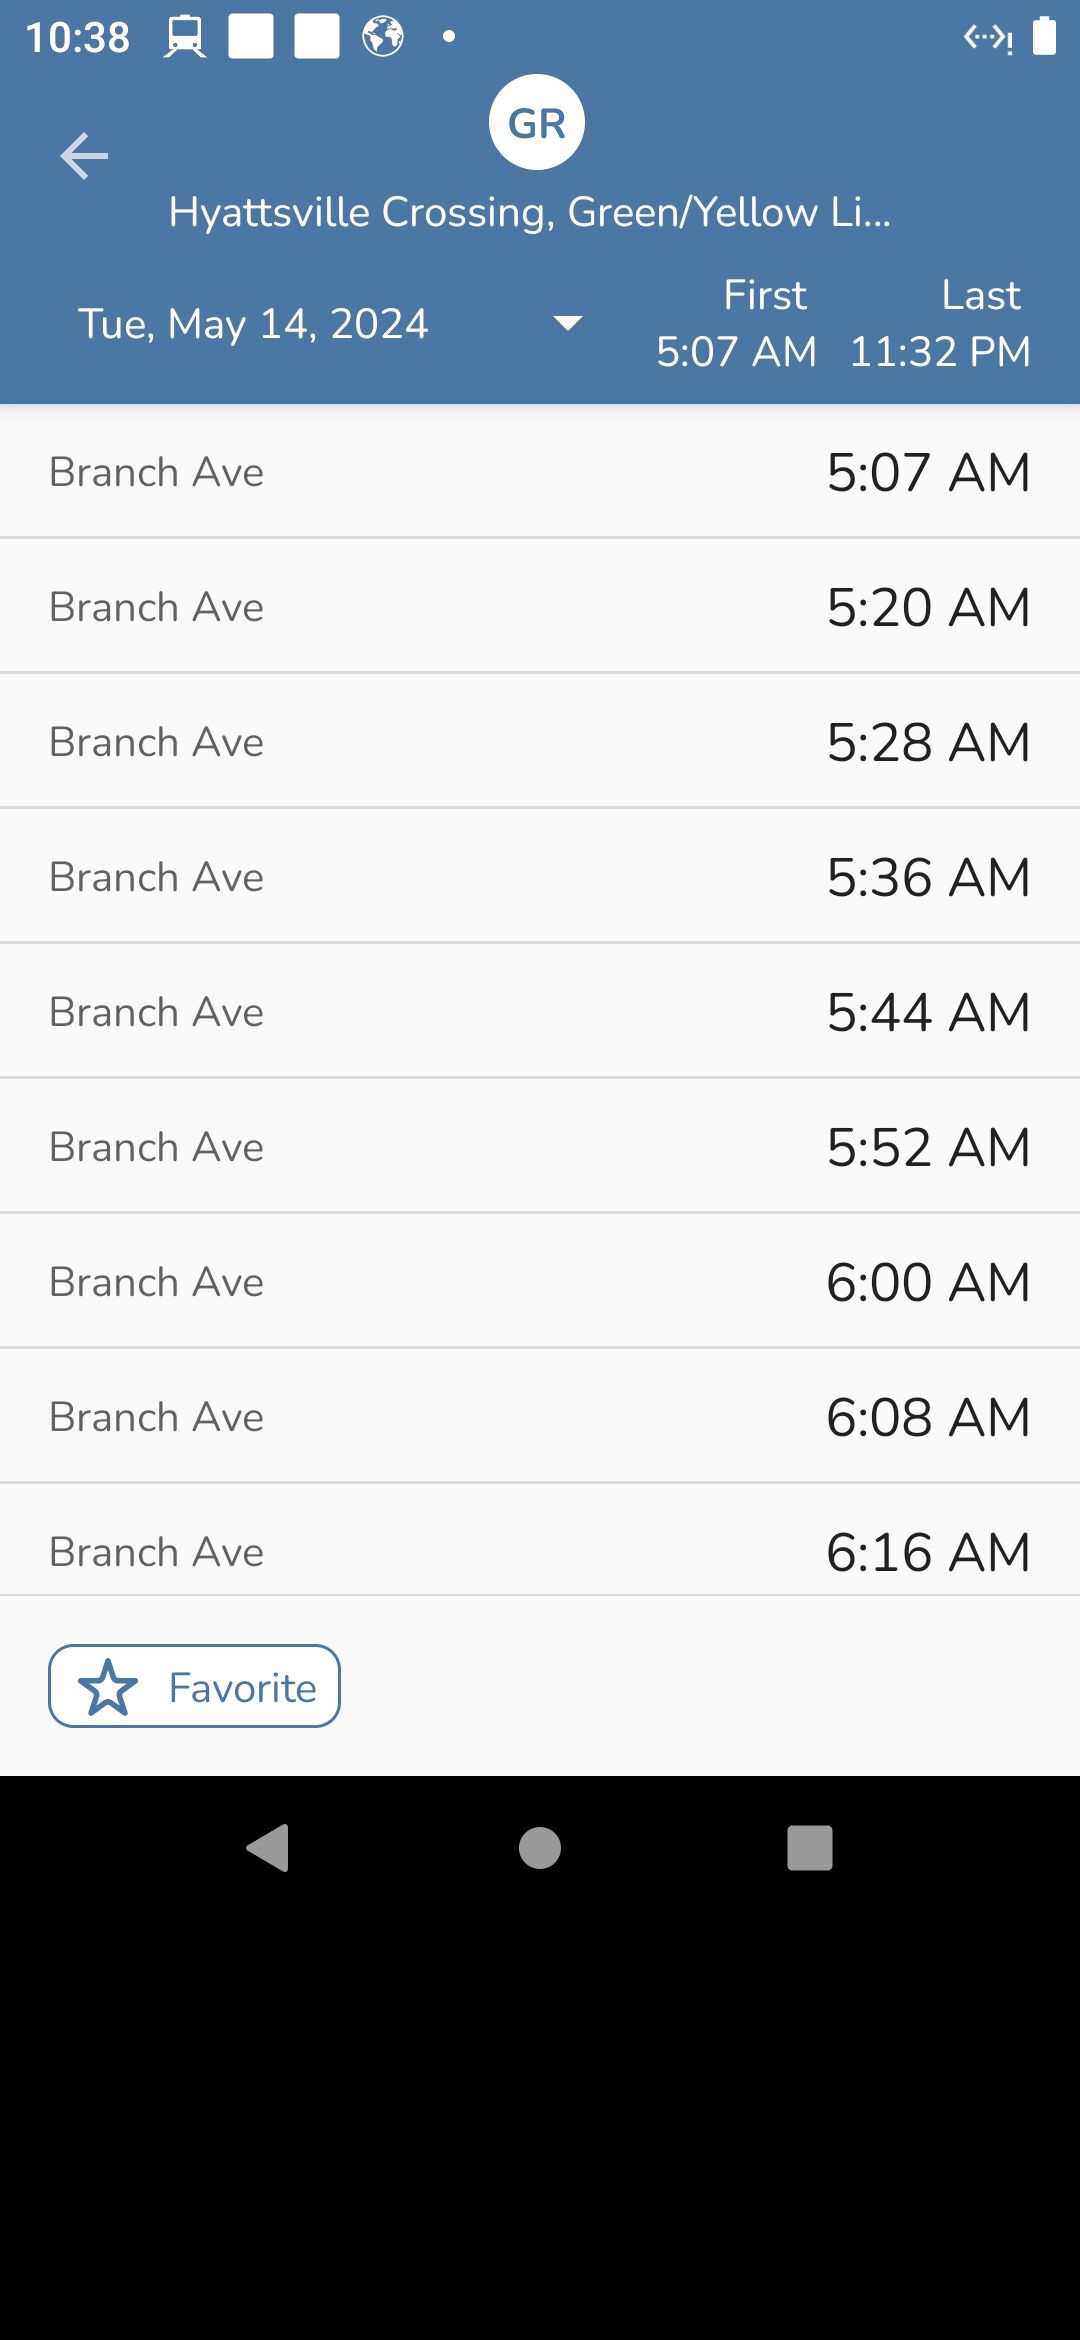 10:38
GR
Hyattsville Crossing, Green/Yellow Li...
Tue, May 14, 2024
First
5:07 AM
Last
11:32 PM
Branch Ave 5:07 AM
Branch Ave 5:20 AM
Branch Ave 5:28 AM
Branch Ave 5:36 AM
Branch Ave 5:44 AM
Branch Ave 5:52 AM
Branch Ave 6:00 AM
Branch Ave 6:08 AM
Branch Ave 6:16 AM
Favorite